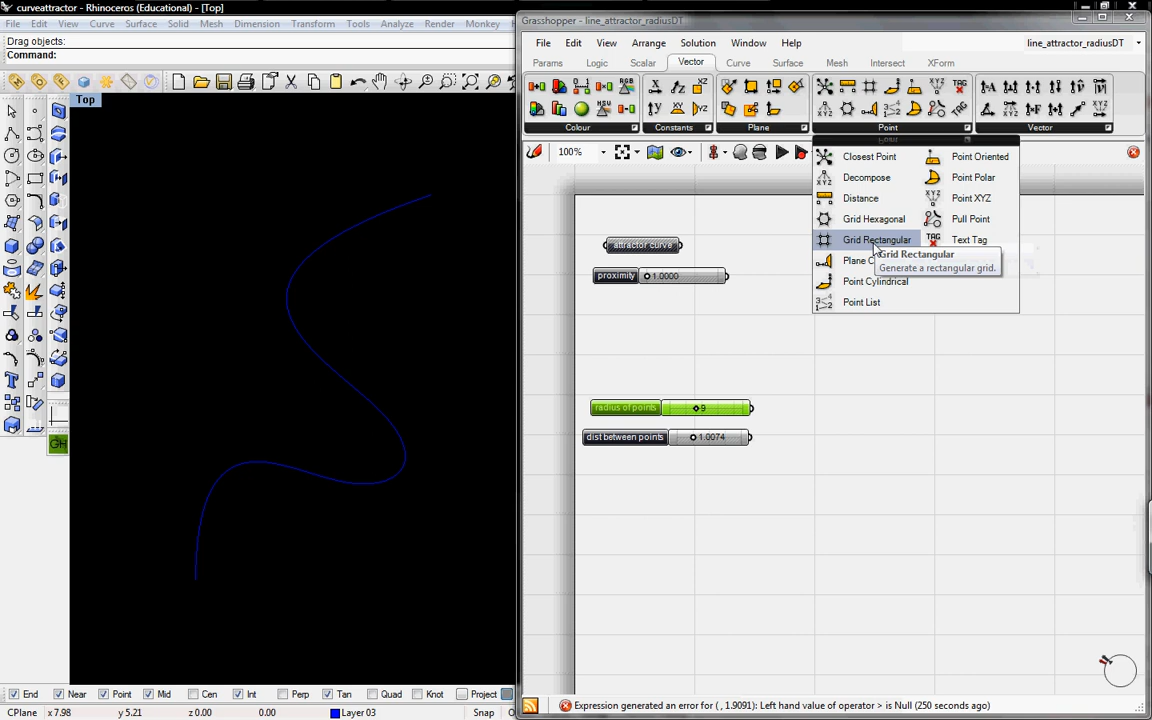 curveattractor - Rhinoceros (Educational) - [Top]
File Edit View Curve Surface Solid Mesh Dimension Transform Tools Analyze Render Monkey
Drag objects:
Command:
Top
Grasshopper - line_attractor_radiusDT
File Edit View Arrange Solution Window Help
line_attractor_radiusDT
Params Logic Scalar Vector Curve Surface Mesh Intersect XForm
Colour Constants Plane Point Vector
100%
Point
Closest Point
Point Oriented
Decompose
Point Polar
Distance
Point XYZ
Grid Hexagonal
Pull Point
Grid Rectangular
Text Tag
Plane C
Grid Rectangular
Generate a rectangular grid.
Point Cylindrical
Point List
attractor curve
proximity 1.0000
radius of points 9
dist between points 1.0074
GH
End Near Point Mid Cen Int Perp Tan Quad Knot Project
CPlane x 7.98 y 5.21 z 0.00 0.00 Layer 03 Snap O
Expression generated an error for ( , 1.9091): Left hand value of operator > is Null (250 seconds ago)